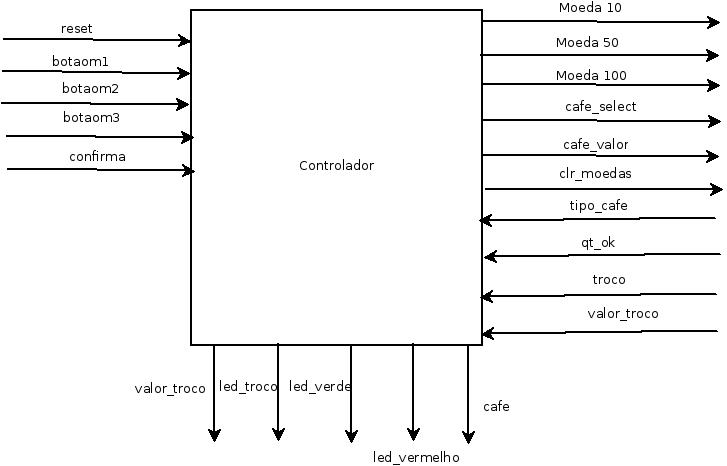 reset
botaom1
botaom2
botaom3
confirma
Controlador
Moeda 10
Moeda 50
Moeda 100
cafe_select
cafe_valor
clr_moedas
tipo_cafe
qt_ok
troco
valor_troco
valor_troco
led_troco
led_verde
led_vermelho
cafe